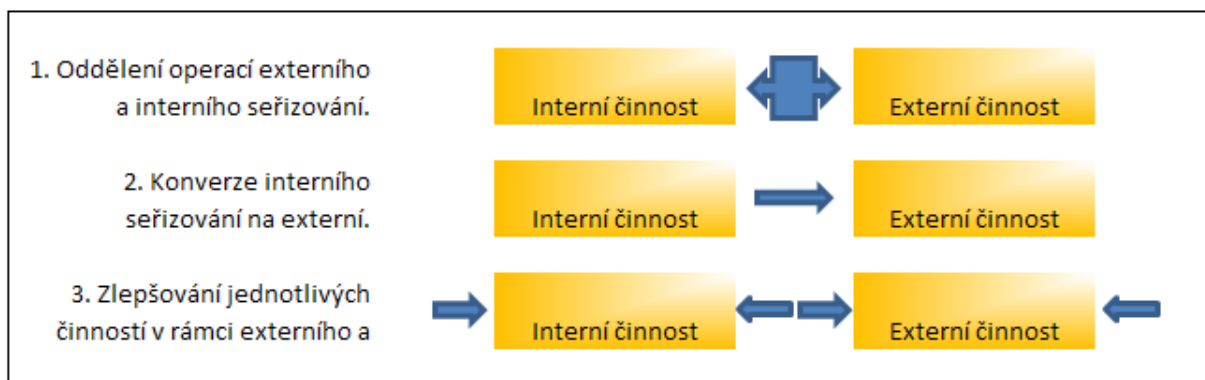 1. Oddělení operací externího
a interního seřizování.
Interní činnost
Externí činnost
2. Konverze interního
seřizování na externí.
Interní činnost
Externí činnost
3. Zlepšování jednotlivých
činností v rámci externího a
Interní činnost
Externí činnost